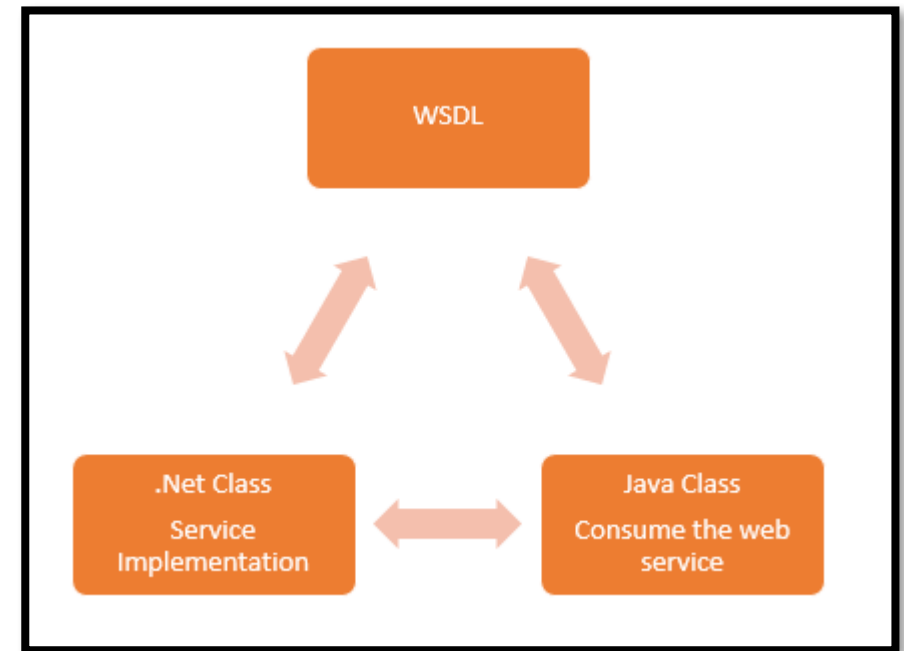 WSDL
.Net Class
Service
Implementation
Java Class
Consume the web
service